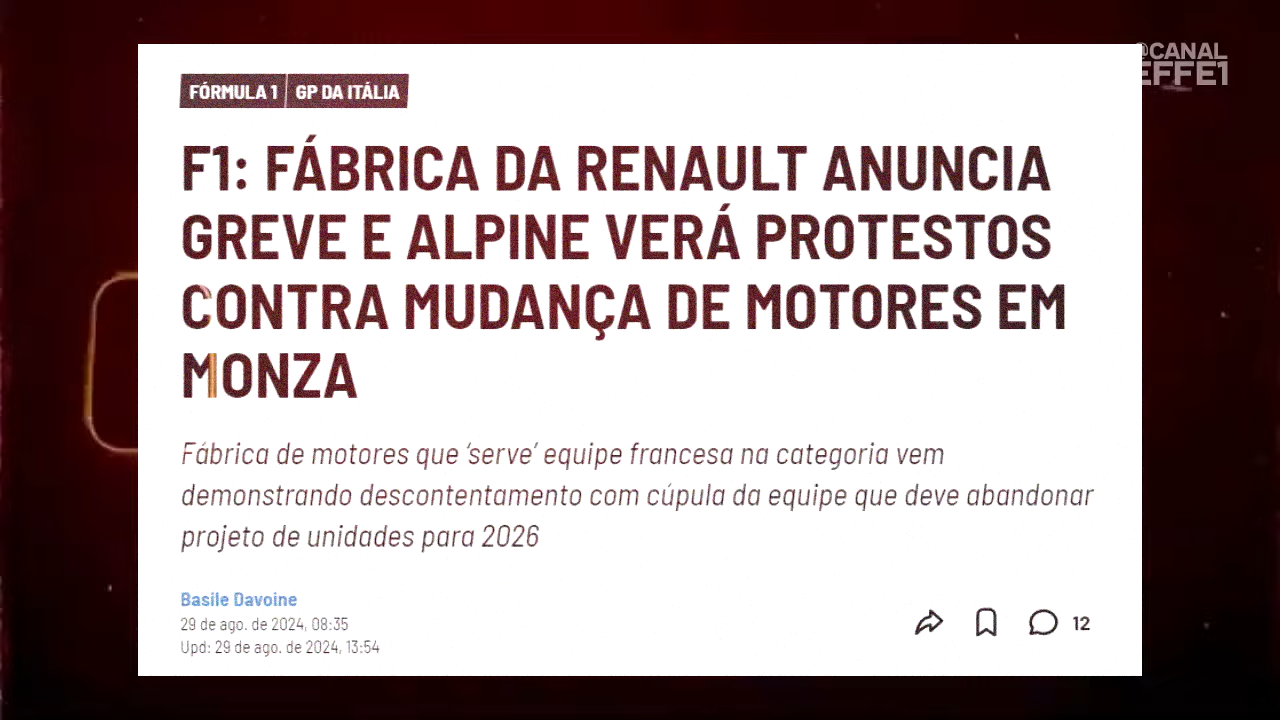 @CANAL
EFFE1
FÓRMULA 1 GP DA ITÁLIA
F1: FÁBRICA DA RENAULT ANUNCIA
GREVE E ALPINE VERÁ PROTESTOS
CONTRA MUDANÇA DE MOTORES EM
MONZA
Fábrica de motores que ‘serve’ equipe francesa na categoria vem
demonstrando descontentamento com cúpula da equipe que deve abandonar
projeto de unidades para 2026
Basile Davoine
29 de ago. de 2024, 08:35
Upd: 29 de ago. de 2024, 13:54
12